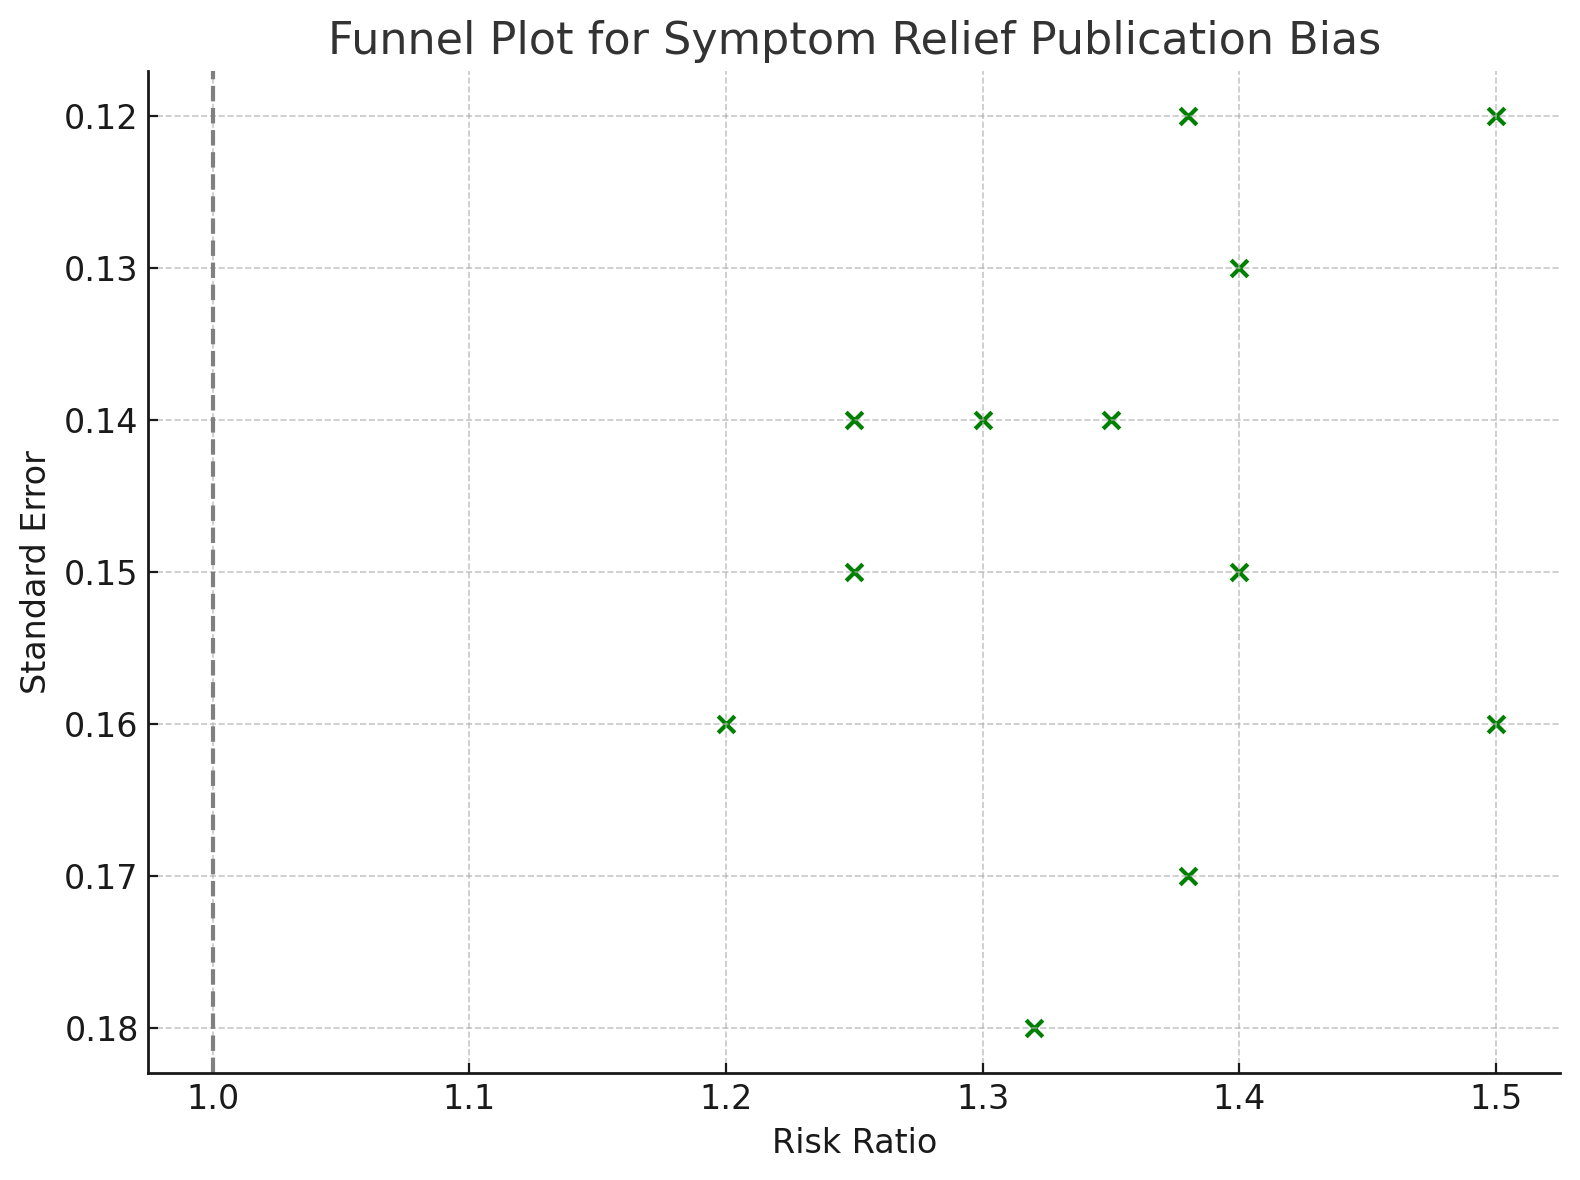 Funnel Plot for Symptom Relief Publication Bias
0.12
0.13
0.14
0.15
0.16
0.17
0.18
Standard Error
1.0 1.1 1.2 1.3 1.4 1.5
Risk Ratio